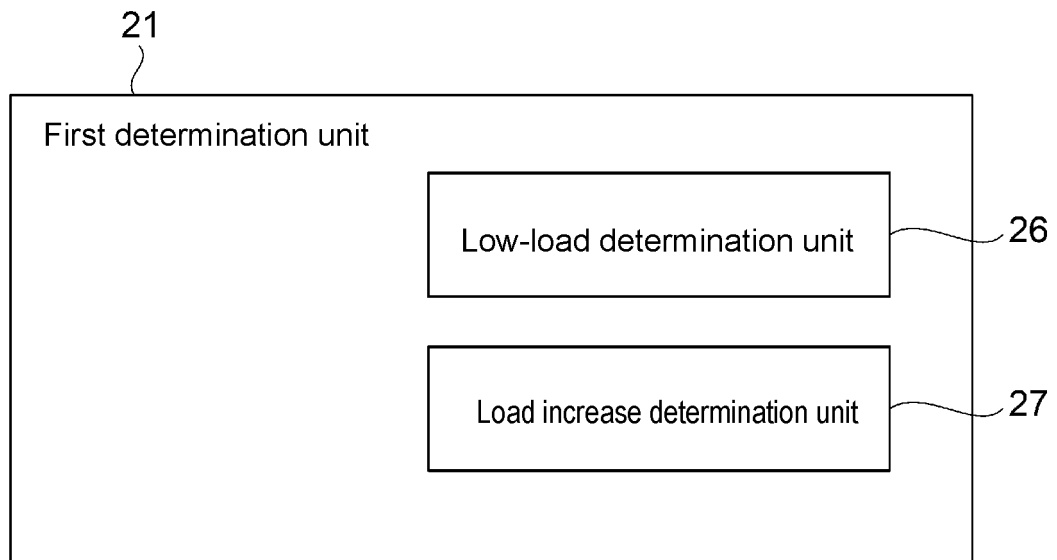 21
First determination unit
Low-load determination unit
26
Load increase determination unit
27